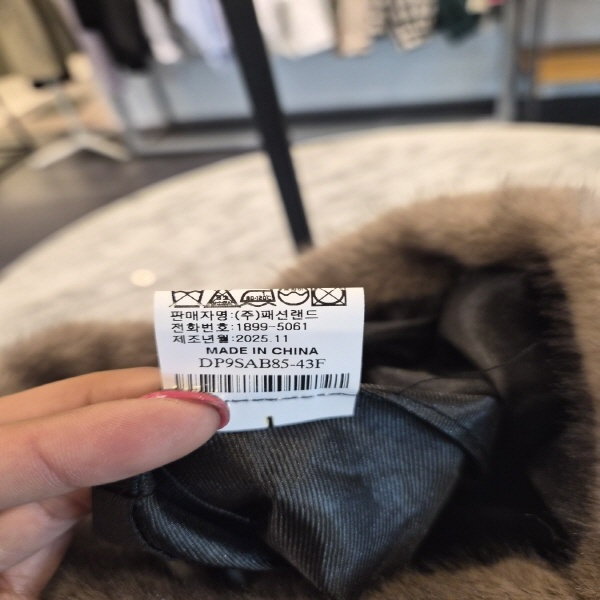 판매자명:(주)패션랜드
전화번호:1899-5061
제조년월:2025.11
MADE IN CHINA
DP9SAB85-43F